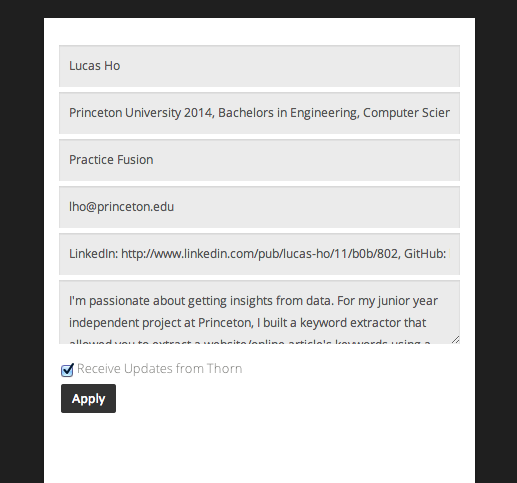 Lucas Ho
Princeton University 2014, Bachelors in Engineering, Computer Scien
Practice Fusion
lho@princeton.edu
LinkedIn: http://www.linkedin.com/pub/lucas-ho/11/b0b/802, GitHub:
I'm passionate about getting insights from data. For my junior year
independent project at Princeton, I built a keyword extractor that
allowed you to extract a website/online article's keywords using a
Receive Updates from Thorn
Apply